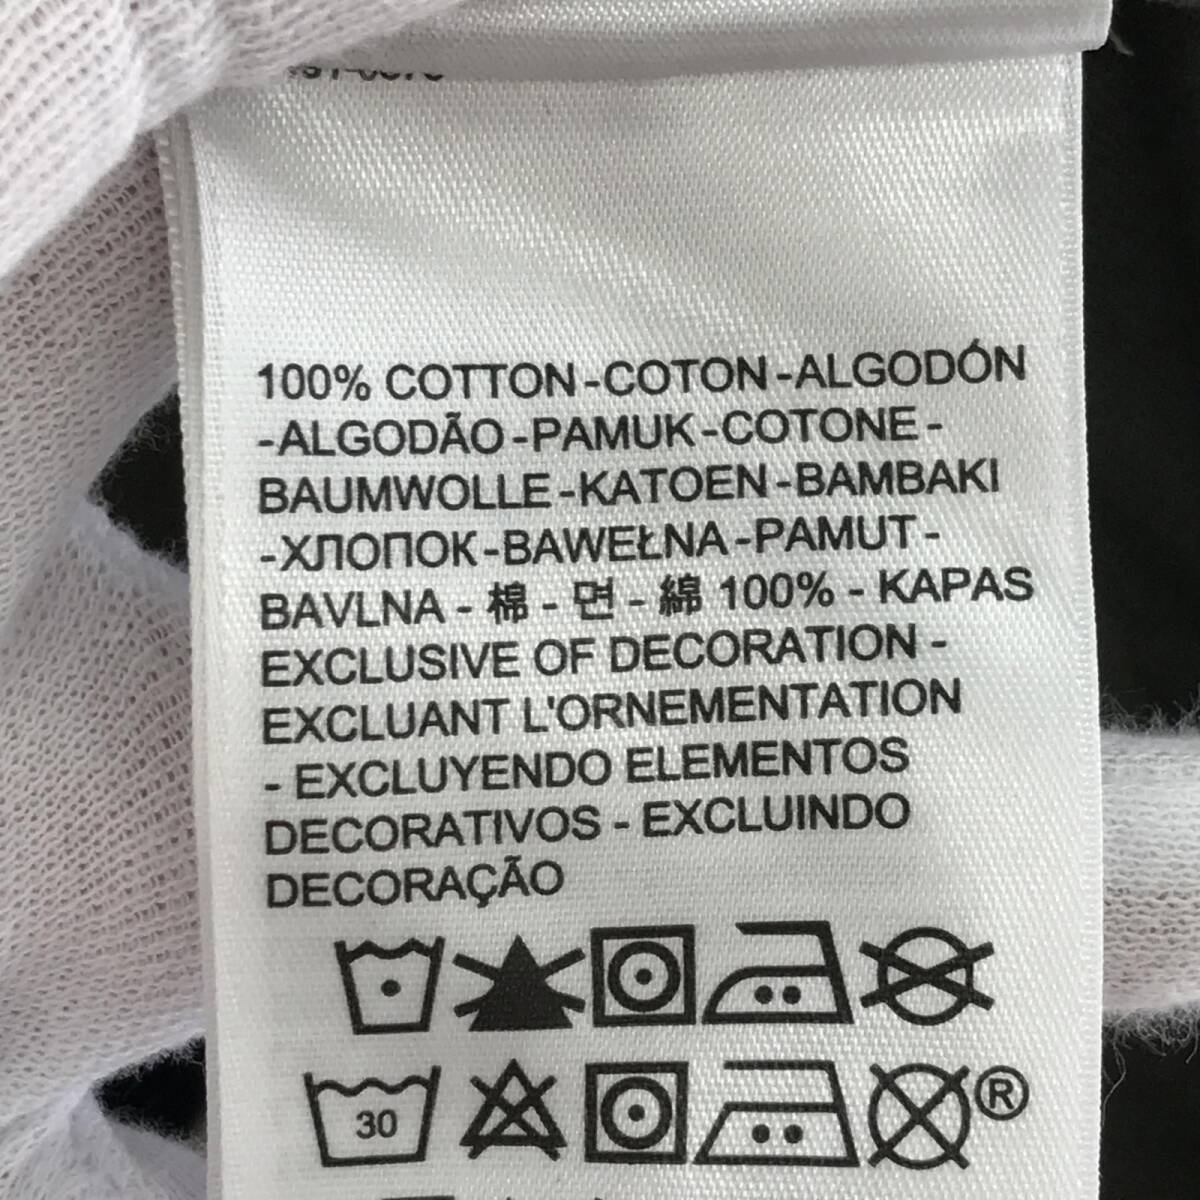 100% COTTON-COTON-ALGODÓN
-ALGODÃO-PAMUK-COTONE-
BAUMWOLLE-KATOEN-BAMBAKI
-ХЛОПОК-BAWEŁNA-PAMUT-
BAVLNA - 棉 - 면 - 綿 100% - KAPAS
EXCLUSIVE OF DECORATION -
EXCLUANT L'ORNEMENTATION
- EXCLUYENDO ELEMENTOS
DECORATIVOS - EXCLUINDO
DECORAÇÃO
30 ®